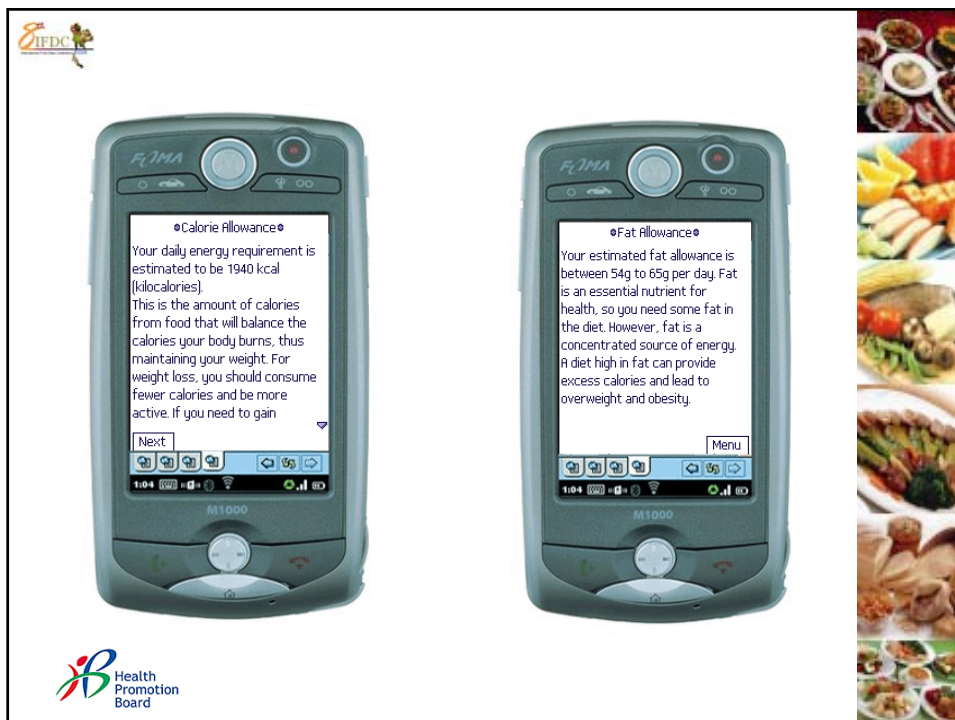 8th IFDC
FOMA
Calorie Allowance
Your daily energy requirement is
estimated to be 1940 kcal
(kilocalories).
This is the amount of calories
from food that will balance the
calories your body burns, thus
maintaining your weight. For
weight loss, you should consume
fewer calories and be more
active. If you need to gain
Next
1:04
M1000
FOMA
Fat Allowance
Your estimated fat allowance is
between 54g to 65g per day. Fat
is an essential nutrient for
health, so you need some fat in
the diet. However, fat is a
concentrated source of energy.
A diet high in fat can provide
excess calories and lead to
overweight and obesity.
Menu
1:04
M1000
Health
Promotion
Board